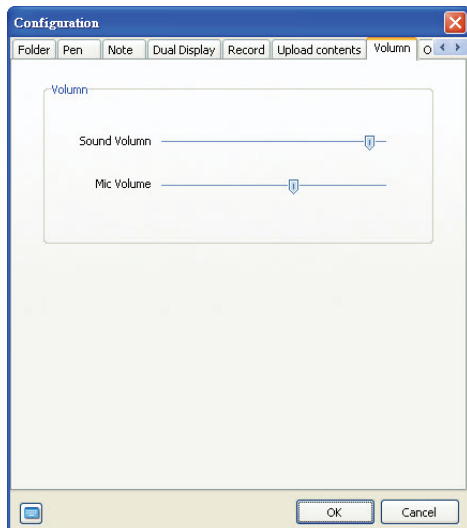 Configuration
Folder Pen Note Dual Display Record Upload contents Volumn O
Volumn
Sound Volumn
Mic Volume
OK Cancel